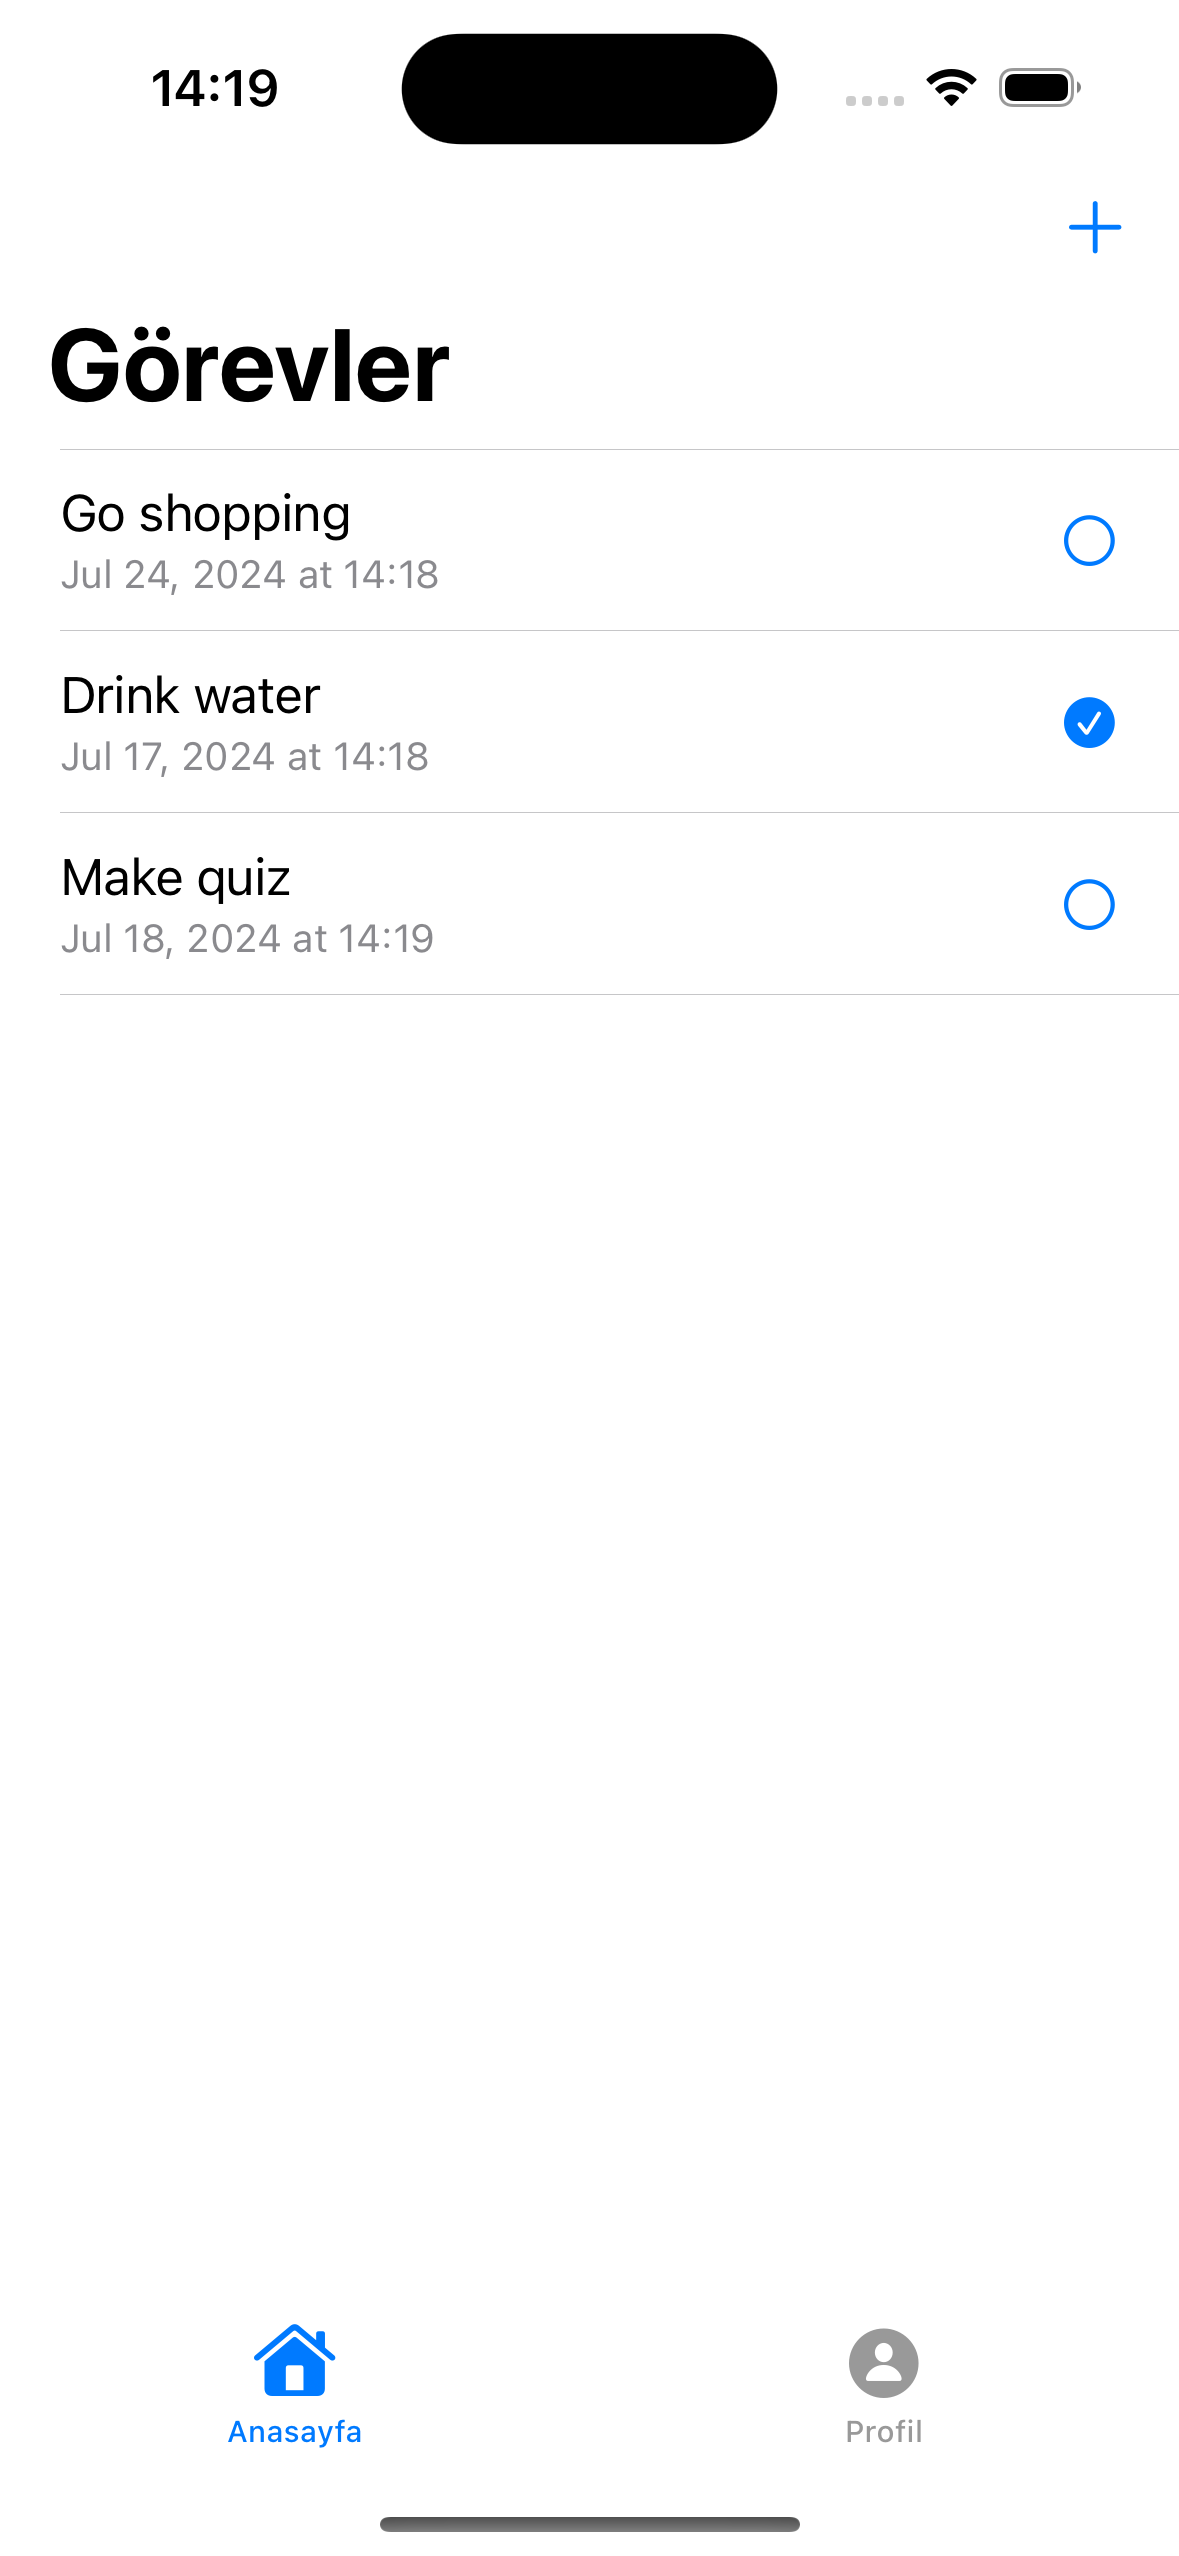 14:19
Görevler
Go shopping
Jul 24, 2024 at 14:18
Drink water
Jul 17, 2024 at 14:18
Make quiz
Jul 18, 2024 at 14:19
Anasayfa
Profil